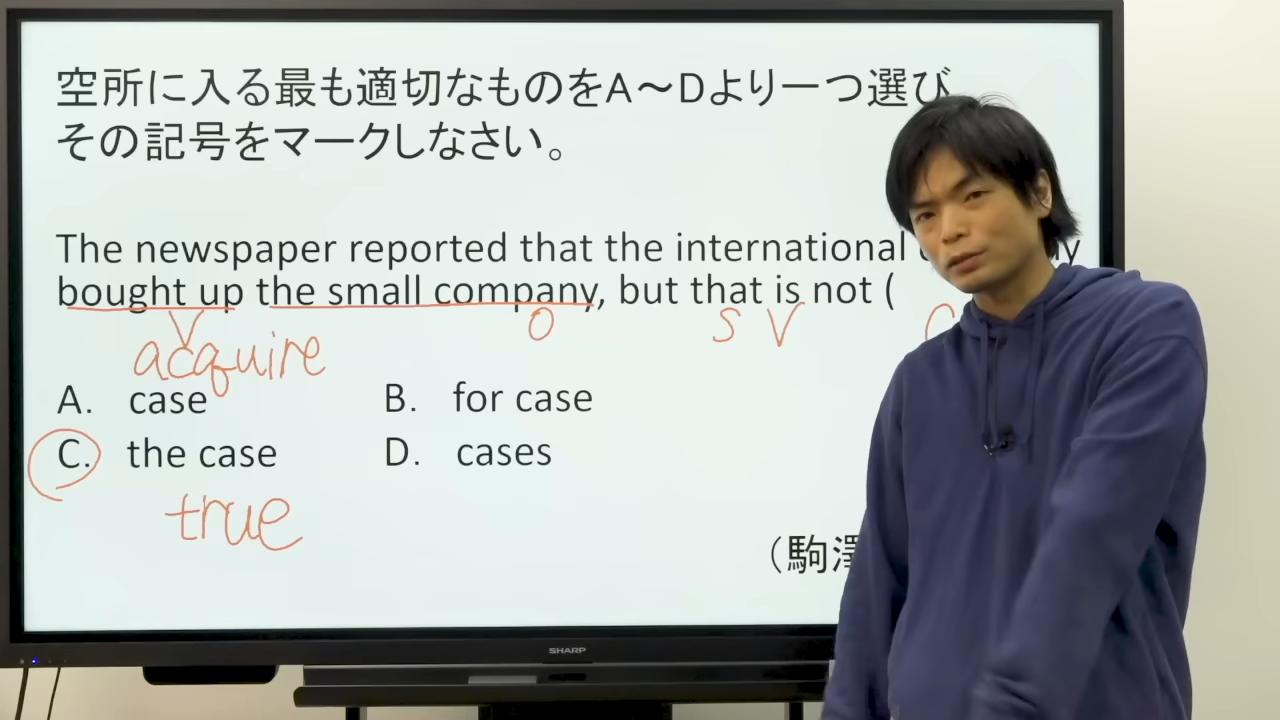 空所に入る最も適切なものをA～Dより一つ選び
その記号をマークしなさい。
The newspaper reported that the international
bought up the small company, but that is not (
V O S V C
acquire
A. case B. for case
C. the case D. cases
true
（駒澤
SHARP